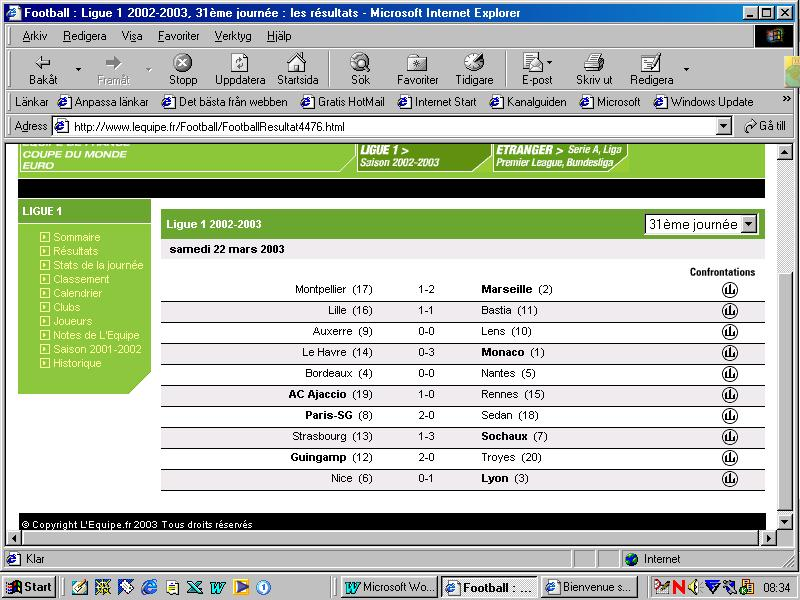 Football : Ligue 1 2002-2003, 31ème journée : les résultats - Microsoft Internet Explorer
Arkiv Redigera Visa Favoriter Verktyg Hjälp
Bakåt Framåt Stopp Uppdatera Startsida Sök Favoriter Tidigare E-post Skriv ut Redigera
Länkar Anpassa länkar Det bästa från webben Gratis HotMail Internet Start Kanalguiden Microsoft Windows Update »
Adress http://www.lequipe.fr/Football/FootballResultat4476.html Gå till
EQUIPE DE FRANCE
COUPE DU MONDE
EURO
LIGUE 1 >
Saison 2002-2003
ETRANGER > Serie A, Liga
Premier League, Bundesliga
LIGUE 1
Sommaire
Résultats
Stats de la journée
Classement
Calendrier
Clubs
Joueurs
Notes de L'Equipe
Saison 2001-2002
Historique
Ligue 1 2002-2003 31ème journée
samedi 22 mars 2003
Confrontations
Montpellier (17) 1-2 Marseille (2)
Lille (16) 1-1 Bastia (11)
Auxerre (9) 0-0 Lens (10)
Le Havre (14) 0-3 Monaco (1)
Bordeaux (4) 0-0 Nantes (5)
AC Ajaccio (19) 1-0 Rennes (15)
Paris-SG (8) 2-0 Sedan (18)
Strasbourg (13) 1-3 Sochaux (7)
Guingamp (12) 2-0 Troyes (20)
Nice (6) 0-1 Lyon (3)
© Copyright L'Equipe.fr 2003 Tous droits réservés
Klar Internet
Start Microsoft Wo... Football : ... Bienvenue s... 08:34